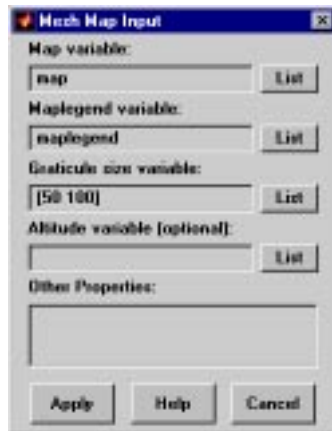 Mesh Map Input
Map variable:
map
List
Maplegend variable:
maplegend
List
Graticule size variable:
[50 100]
List
Altitude variable (optional):
List
Other Properties:
Apply
Help
Cancel